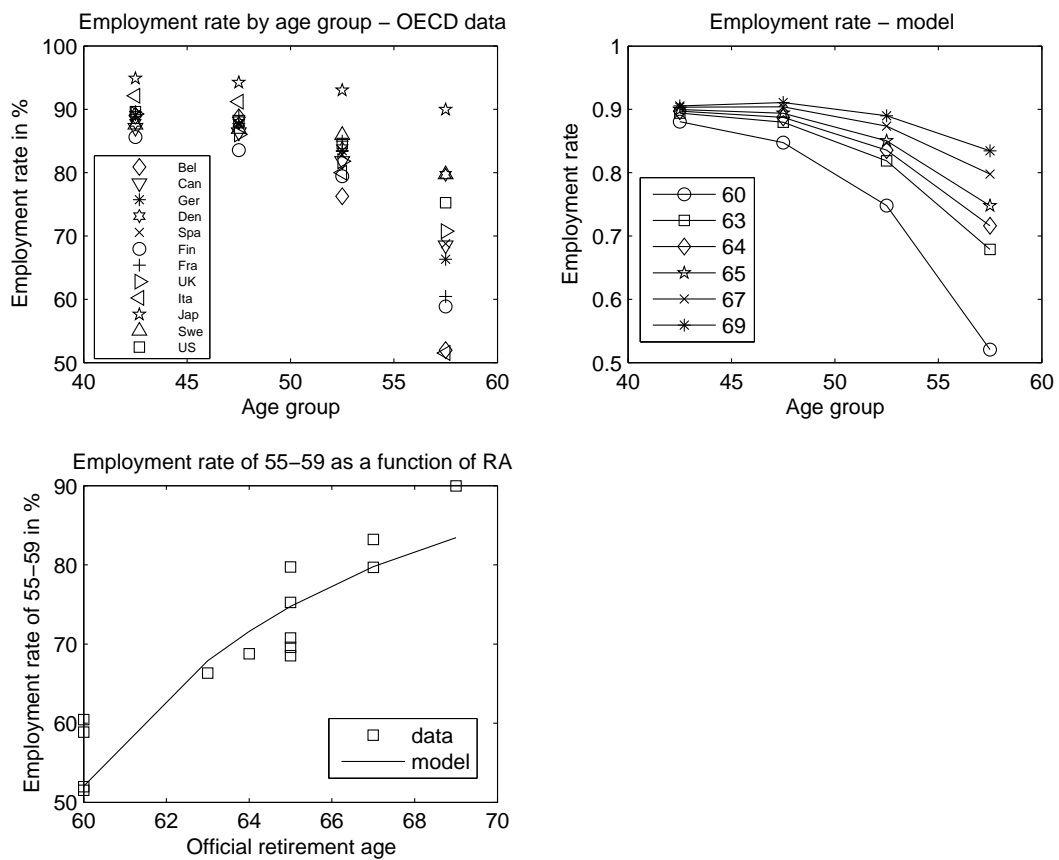 Employment rate by age group − OECD data
Employment rate in %
100
90
80
70
60
50
Bel
Can
Ger
Den
Spa
Fin
Fra
UK
Ita
Jap
Swe
US
40 45 50 55 60
Age group
Employment rate − model
Employment rate
1
0.9
0.8
0.7
0.6
0.5
60
63
64
65
67
69
40 45 50 55 60
Age group
Employment rate of 55−59 as a function of RA
Employment rate of 55−59 in %
90
80
70
60
50
data
model
60 62 64 66 68 70
Official retirement age